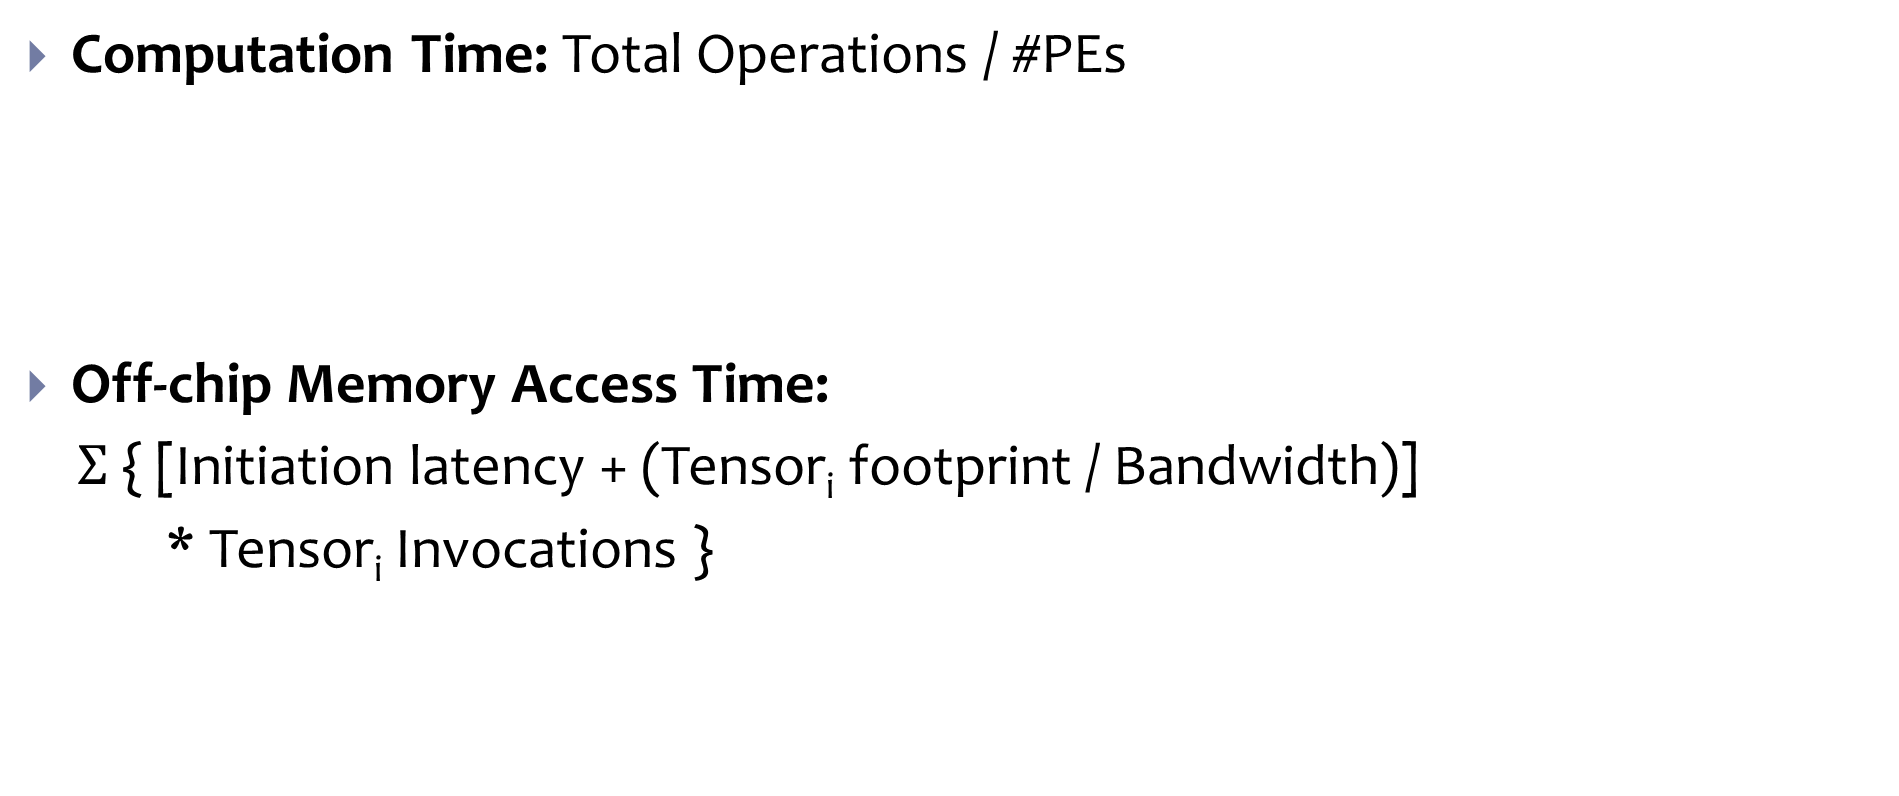 Computation Time: Total Operations / #PEs
Off-chip Memory Access Time:
Σ { [Initiation latency + (Tensorᵢ footprint / Bandwidth)]
* Tensorᵢ Invocations }